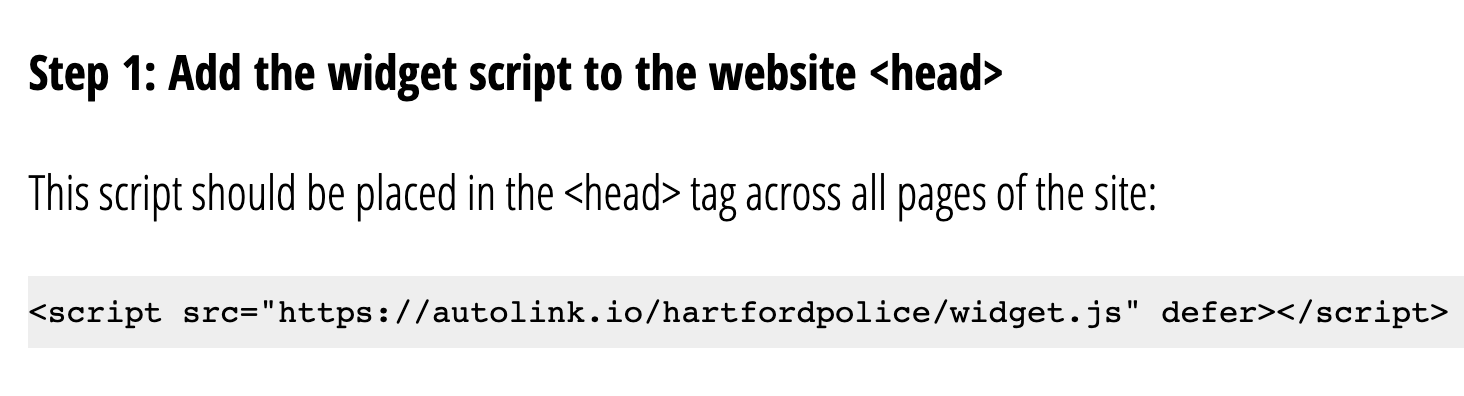 Step 1: Add the widget script to the website <head>
This script should be placed in the <head> tag across all pages of the site:
<script src="https://autolink.io/hartfordpolice/widget.js" defer></script>